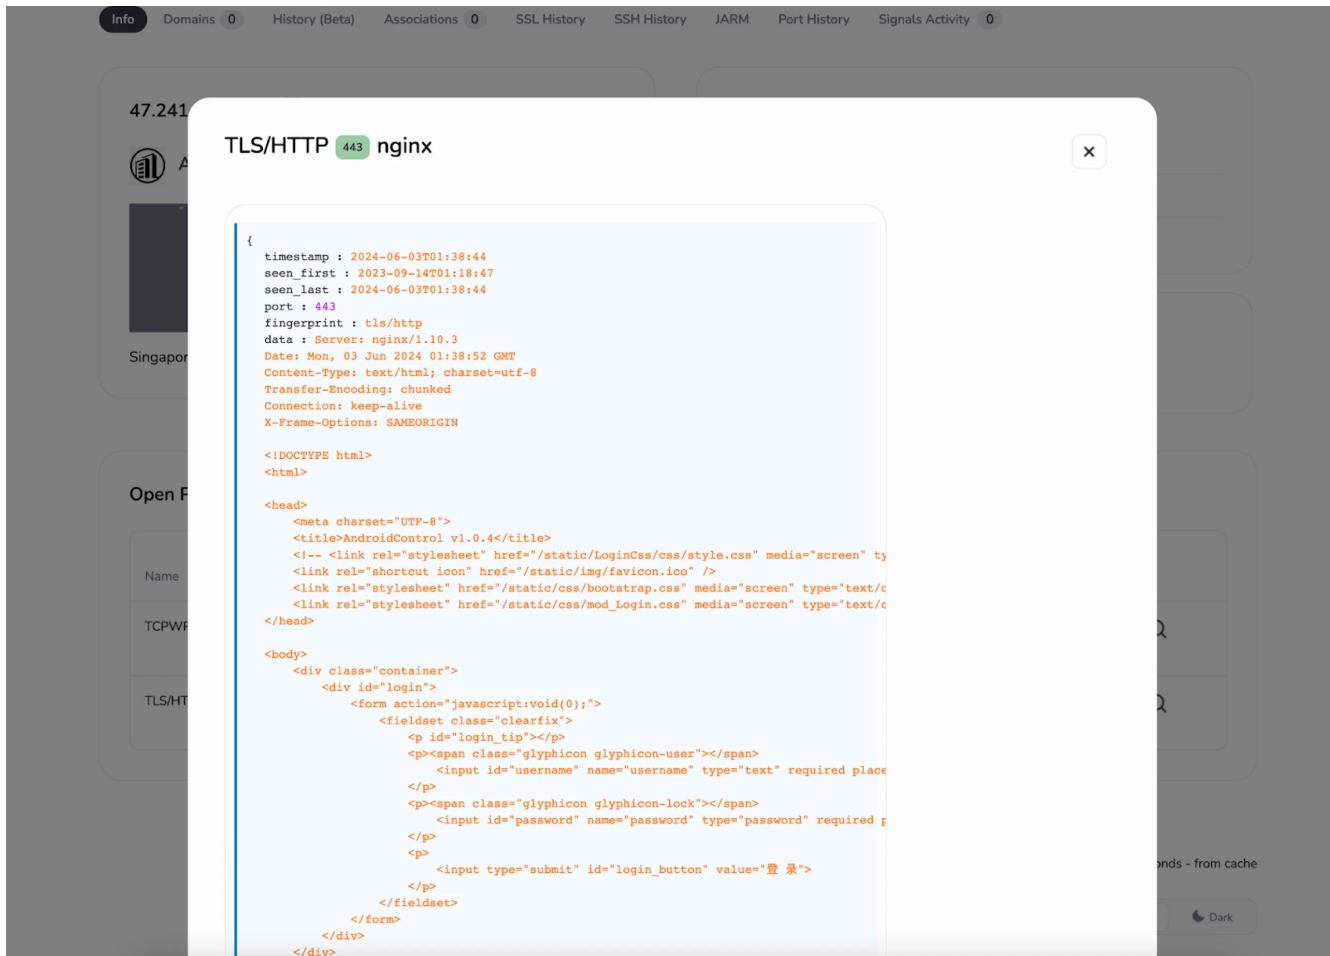 Info Domains 0 History (Beta) Associations 0 SSL History SSH History JARM Port History Signals Activity 0
47.241
TLS/HTTP 443 nginx
A
{
timestamp : 2024-06-03T01:38:44
seen_first : 2023-09-14T01:18:47
seen_last : 2024-06-03T01:38:44
port : 443
fingerprint : tls/http
data : Server: nginx/1.10.3
Date: Mon, 03 Jun 2024 01:38:52 GMT
Content-Type: text/html; charset=utf-8
Transfer-Encoding: chunked
Connection: keep-alive
X-Frame-Options: SAMEORIGIN
<!DOCTYPE html>
<html>
<head>
<meta charset="UTF-8">
<title>AndroidControl v1.0.4</title>
<!-- <link rel="stylesheet" href="/static/LoginCss/css/style.css" media="screen" ty
<link rel="shortcut icon" href="/static/img/favicon.ico" />
<link rel="stylesheet" href="/static/css/bootstrap.css" media="screen" type="text/c
<link rel="stylesheet" href="/static/css/mod_Login.css" media="screen" type="text/c
</head>
<body>
<div class="container">
<div id="login">
<form action="javascript:void(0);">
<fieldset class="clearfix">
<p id="login_tip"></p>
<p><span class="glyphicon glyphicon-user"></span>
<input id="username" name="username" type="text" required place
</p>
<p><span class="glyphicon glyphicon-lock"></span>
<input id="password" name="password" type="password" required p
</p>
<p>
<input type="submit" id="login_button" value="登 录">
</p>
</fieldset>
</form>
</div>
</div>
Singapor
Open P
Name
TCPWR
TLS/HT
onds - from cache
Dark